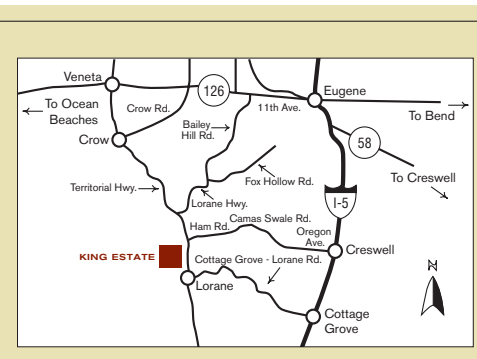 Veneta
126
Eugene
To Ocean
Beaches
Crow Rd.
11th Ave.
To Bend
Bailey
Hill Rd.
Crow
58
To Creswell
Fox Hollow Rd.
Territorial Hwy.
Lorane Hwy.
I-5
Camas Swale Rd.
Ham Rd.
Oregon
Ave.
Creswell
KING ESTATE
Cottage Grove - Lorane Rd.
N
Lorane
Cottage
Grove